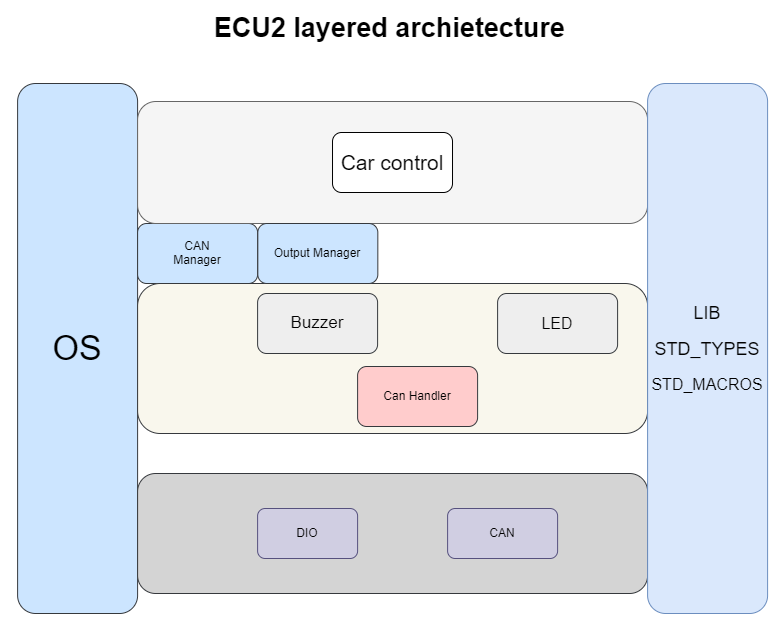 ECU2 layered archietecture
Car control
CAN
Manager
Output Manager
OS
Buzzer
LED
Can Handler
LIB
STD_TYPES
STD_MACROS
DIO
CAN